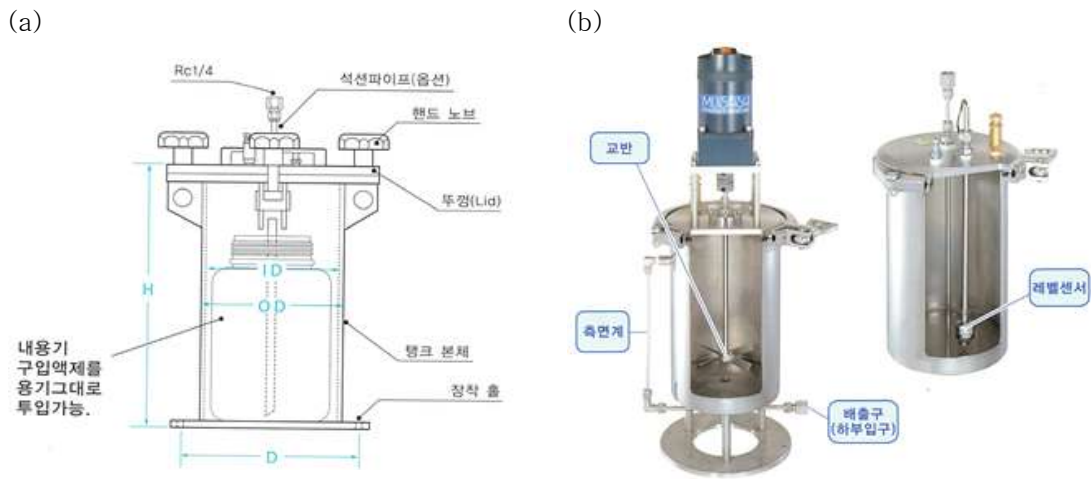 (a)
(b)
Rc1/4
석션파이프(옵션)
핸드 노브
뚜껑(Lid)
I D
O D
H
내용기
구입액제를
용기그대로
투입가능.
탱크 본체
장착 홀
D
MUSASHI
교반
측면계
배출구
(하부입구)
레벨센서